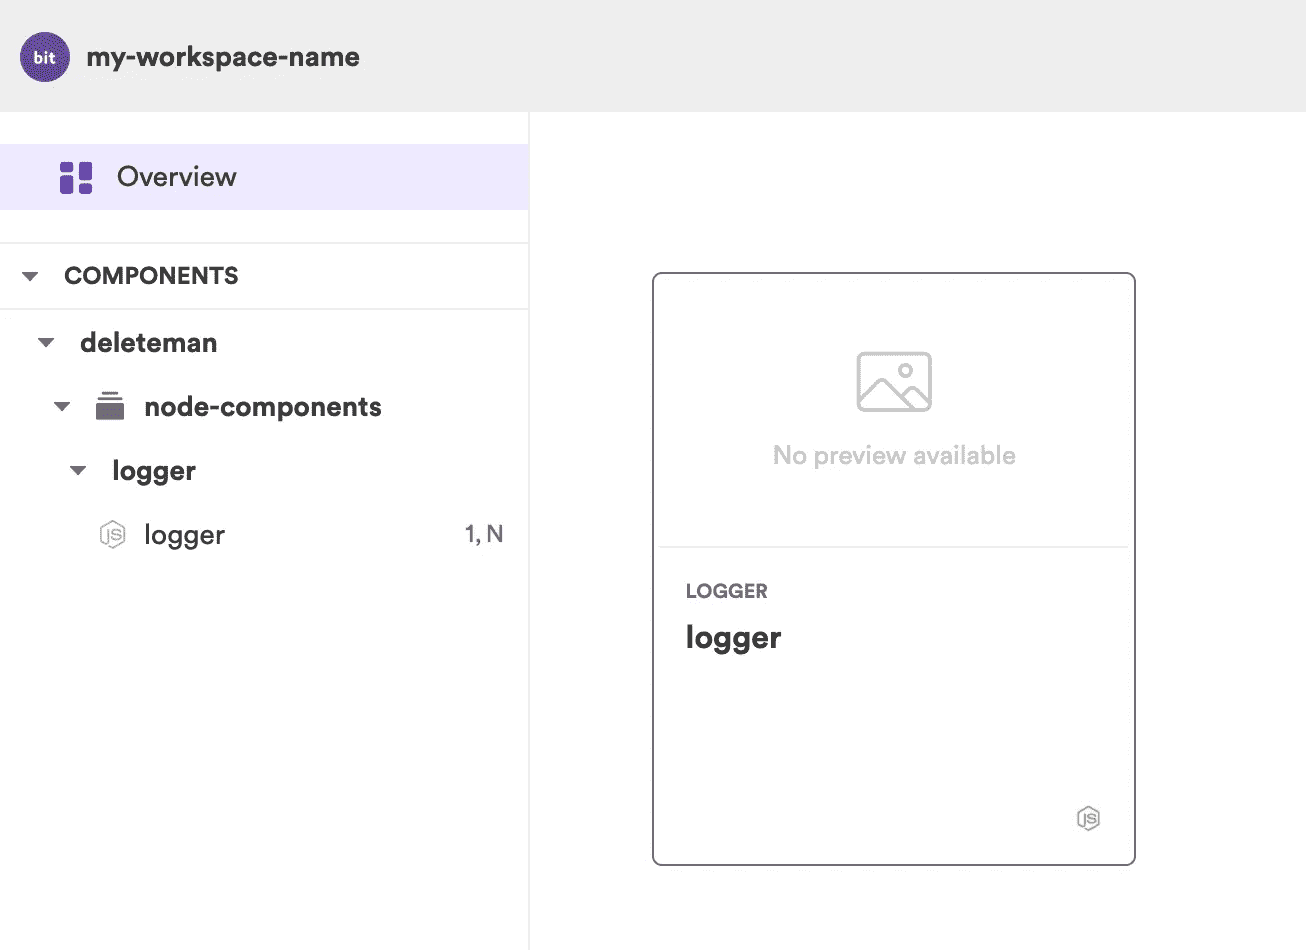 bit my-workspace-name
Overview
COMPONENTS
deleteman
node-components
logger
JS logger 1, N
No preview available
LOGGER
logger
JS